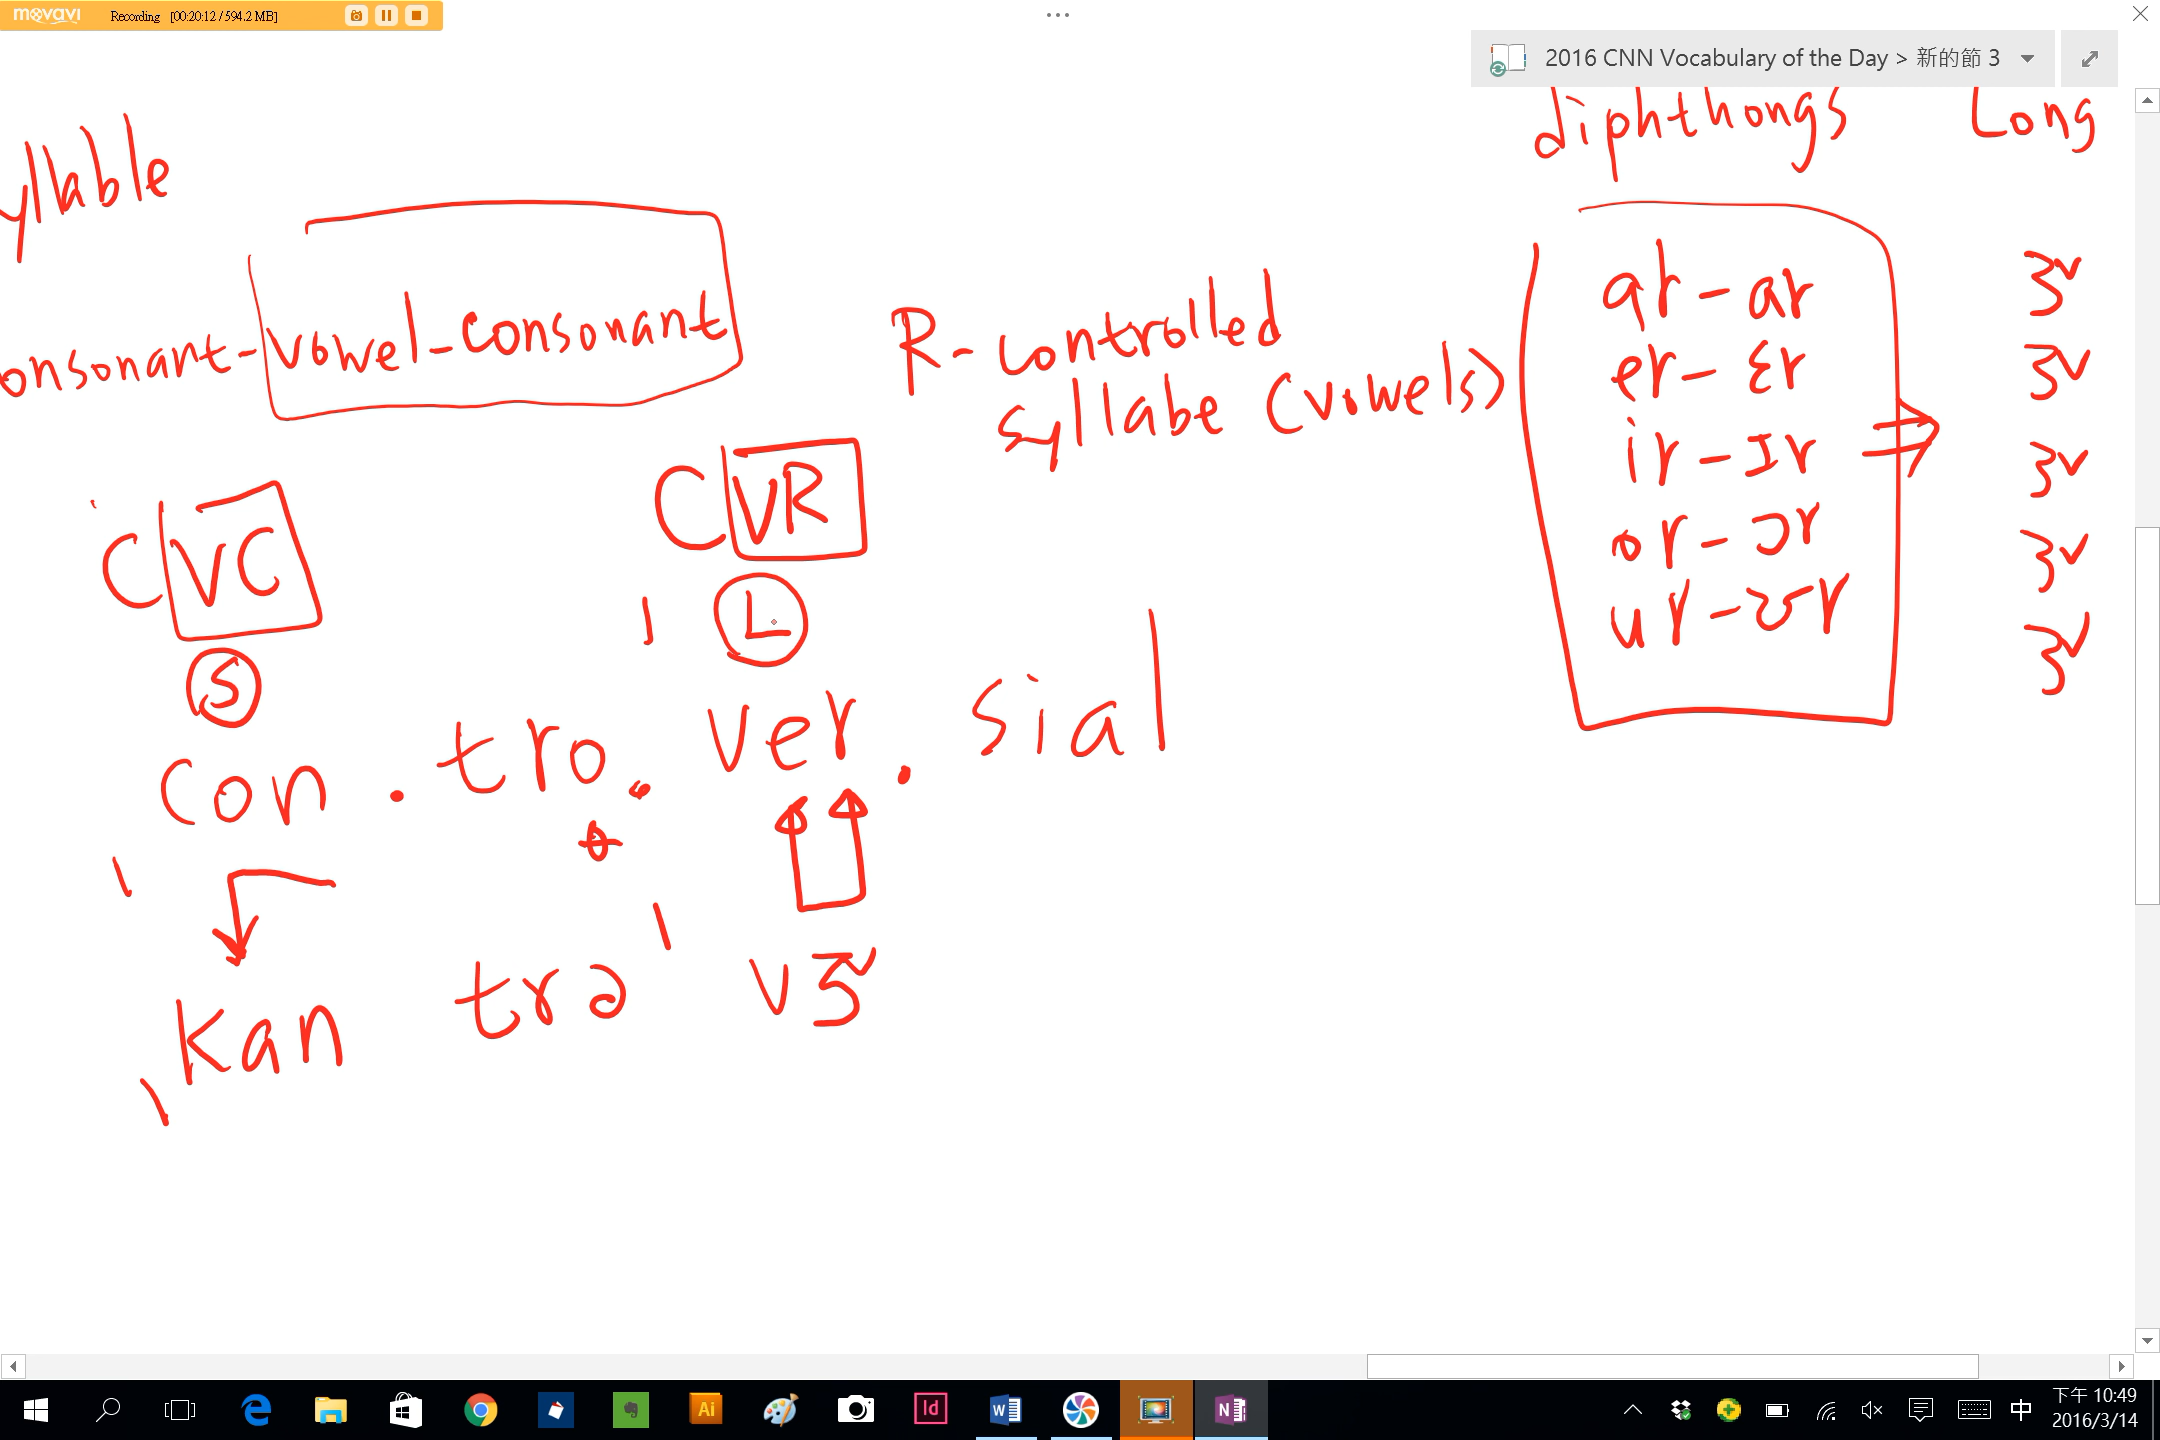 movavi Recording [00:20:12 / 594.2 MB]
2016 CNN Vocabulary of the Day > 新的節 3
diphthongs Long
yllable
onsonant-vowel-consonant
R-controlled
syllabe (vowels)
ar - ar ɝ
er - ɛr ɝ
ir - ɪr ɝ
or - ɔr ɝ
ur - ʊr ɝ
CVC
S
CVR
L
con . tro . ver . sial
ˌkan trə ˈvɝ
下午 10:49
中
2016/3/14